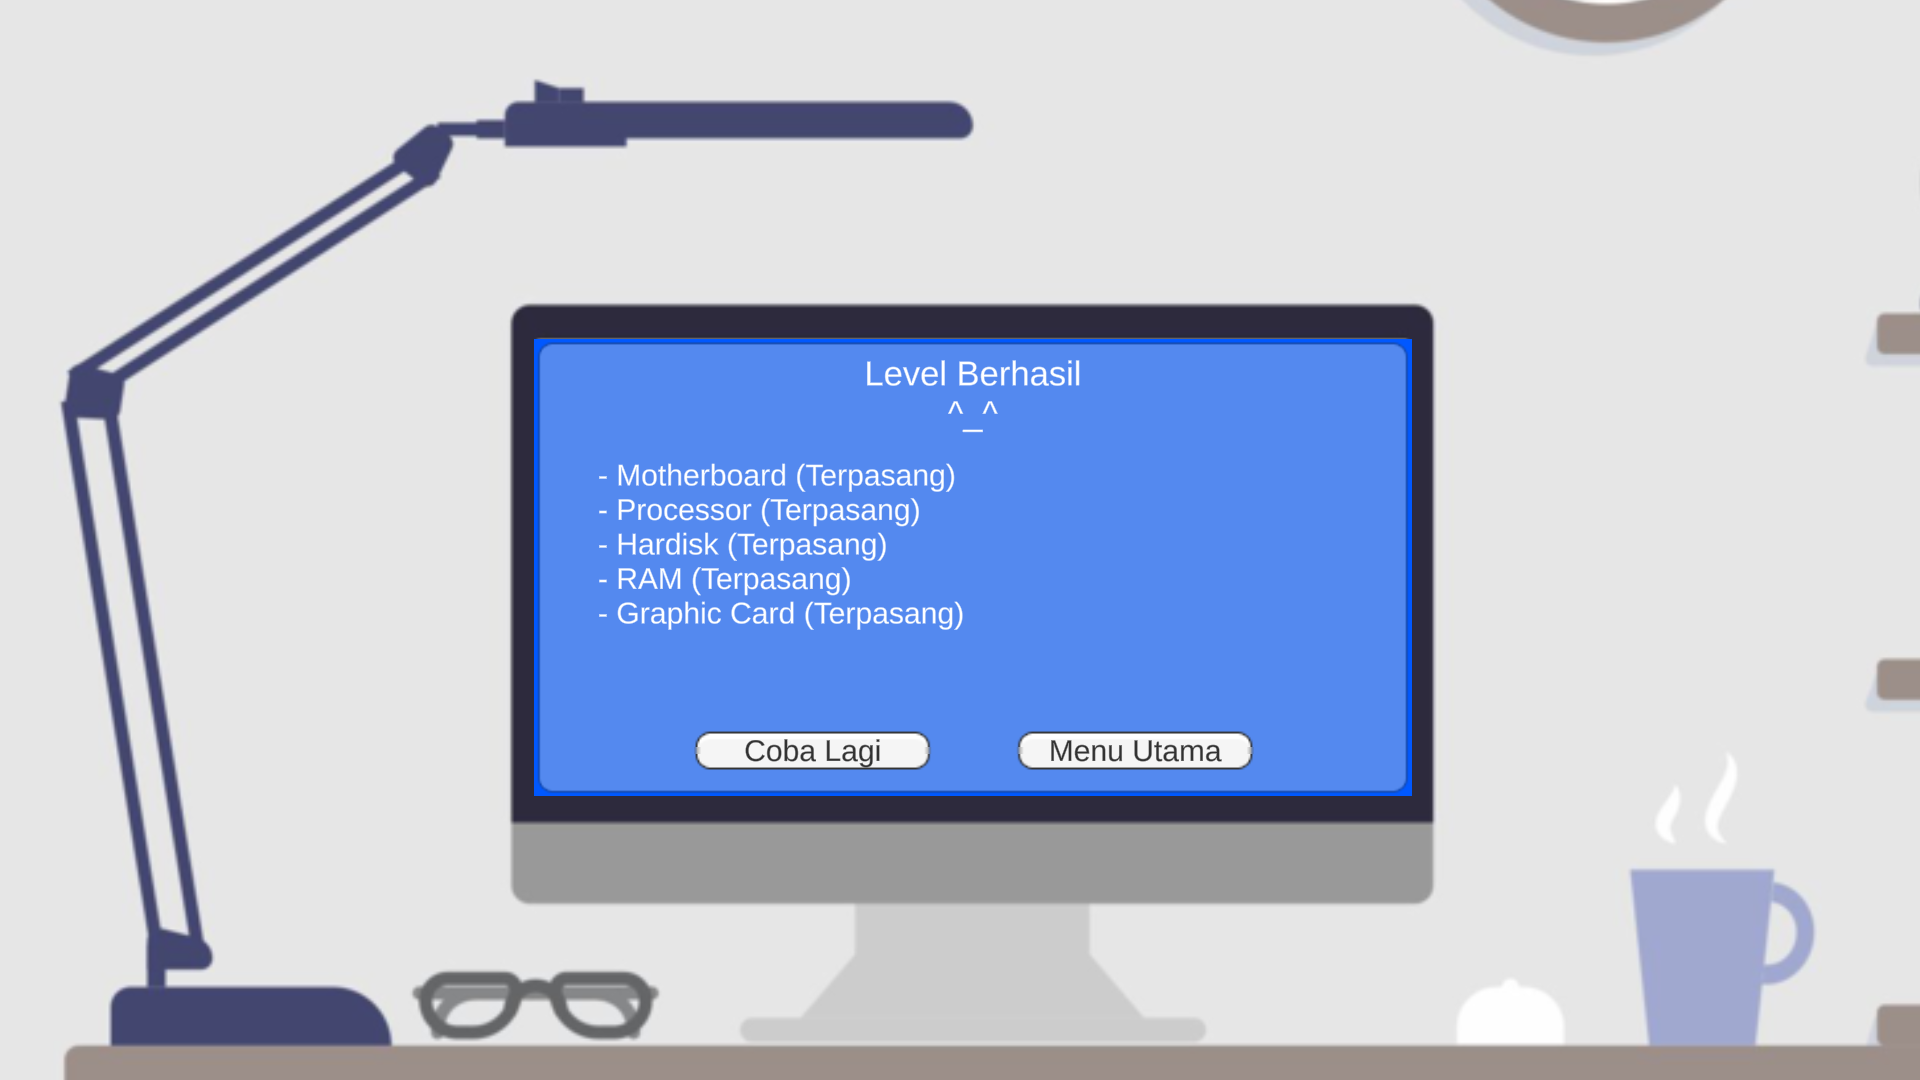 Level Berhasil
^_^
- Motherboard (Terpasang)
- Processor (Terpasang)
- Hardisk (Terpasang)
- RAM (Terpasang)
- Graphic Card (Terpasang)
Coba Lagi
Menu Utama